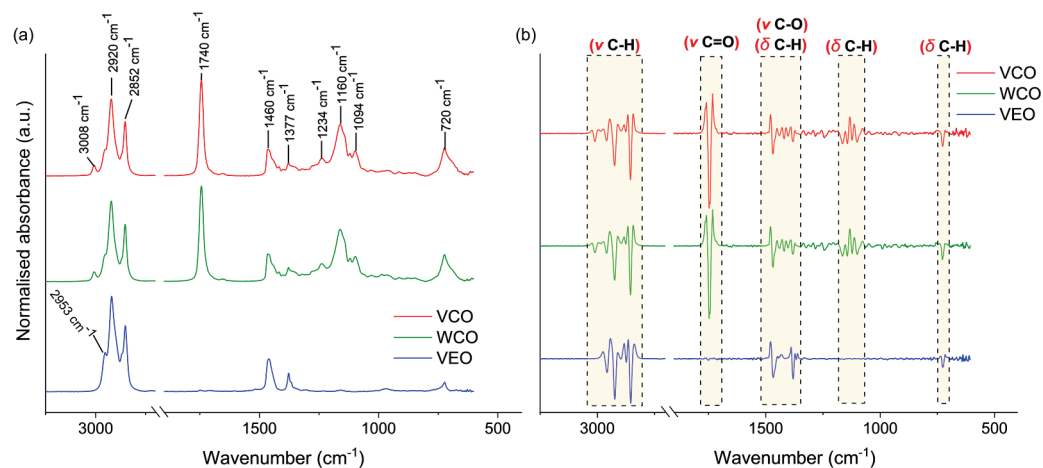 (a)
3008 cm⁻¹
2920 cm⁻¹
2852 cm⁻¹
1740 cm⁻¹
1460 cm⁻¹
1377 cm⁻¹
1234 cm⁻¹
1160 cm⁻¹
1094 cm⁻¹
720 cm⁻¹
2953 cm⁻¹
VCO
WCO
VEO
Normalised absorbance (a.u.)
3000
1500
1000
500
Wavenumber (cm⁻¹)
(b)
(ν C-H)
(ν C=O)
(ν C-O)
(δ C-H)
(δ C-H)
(δ C-H)
VCO
WCO
VEO
3000
1500
1000
500
Wavenumber (cm⁻¹)